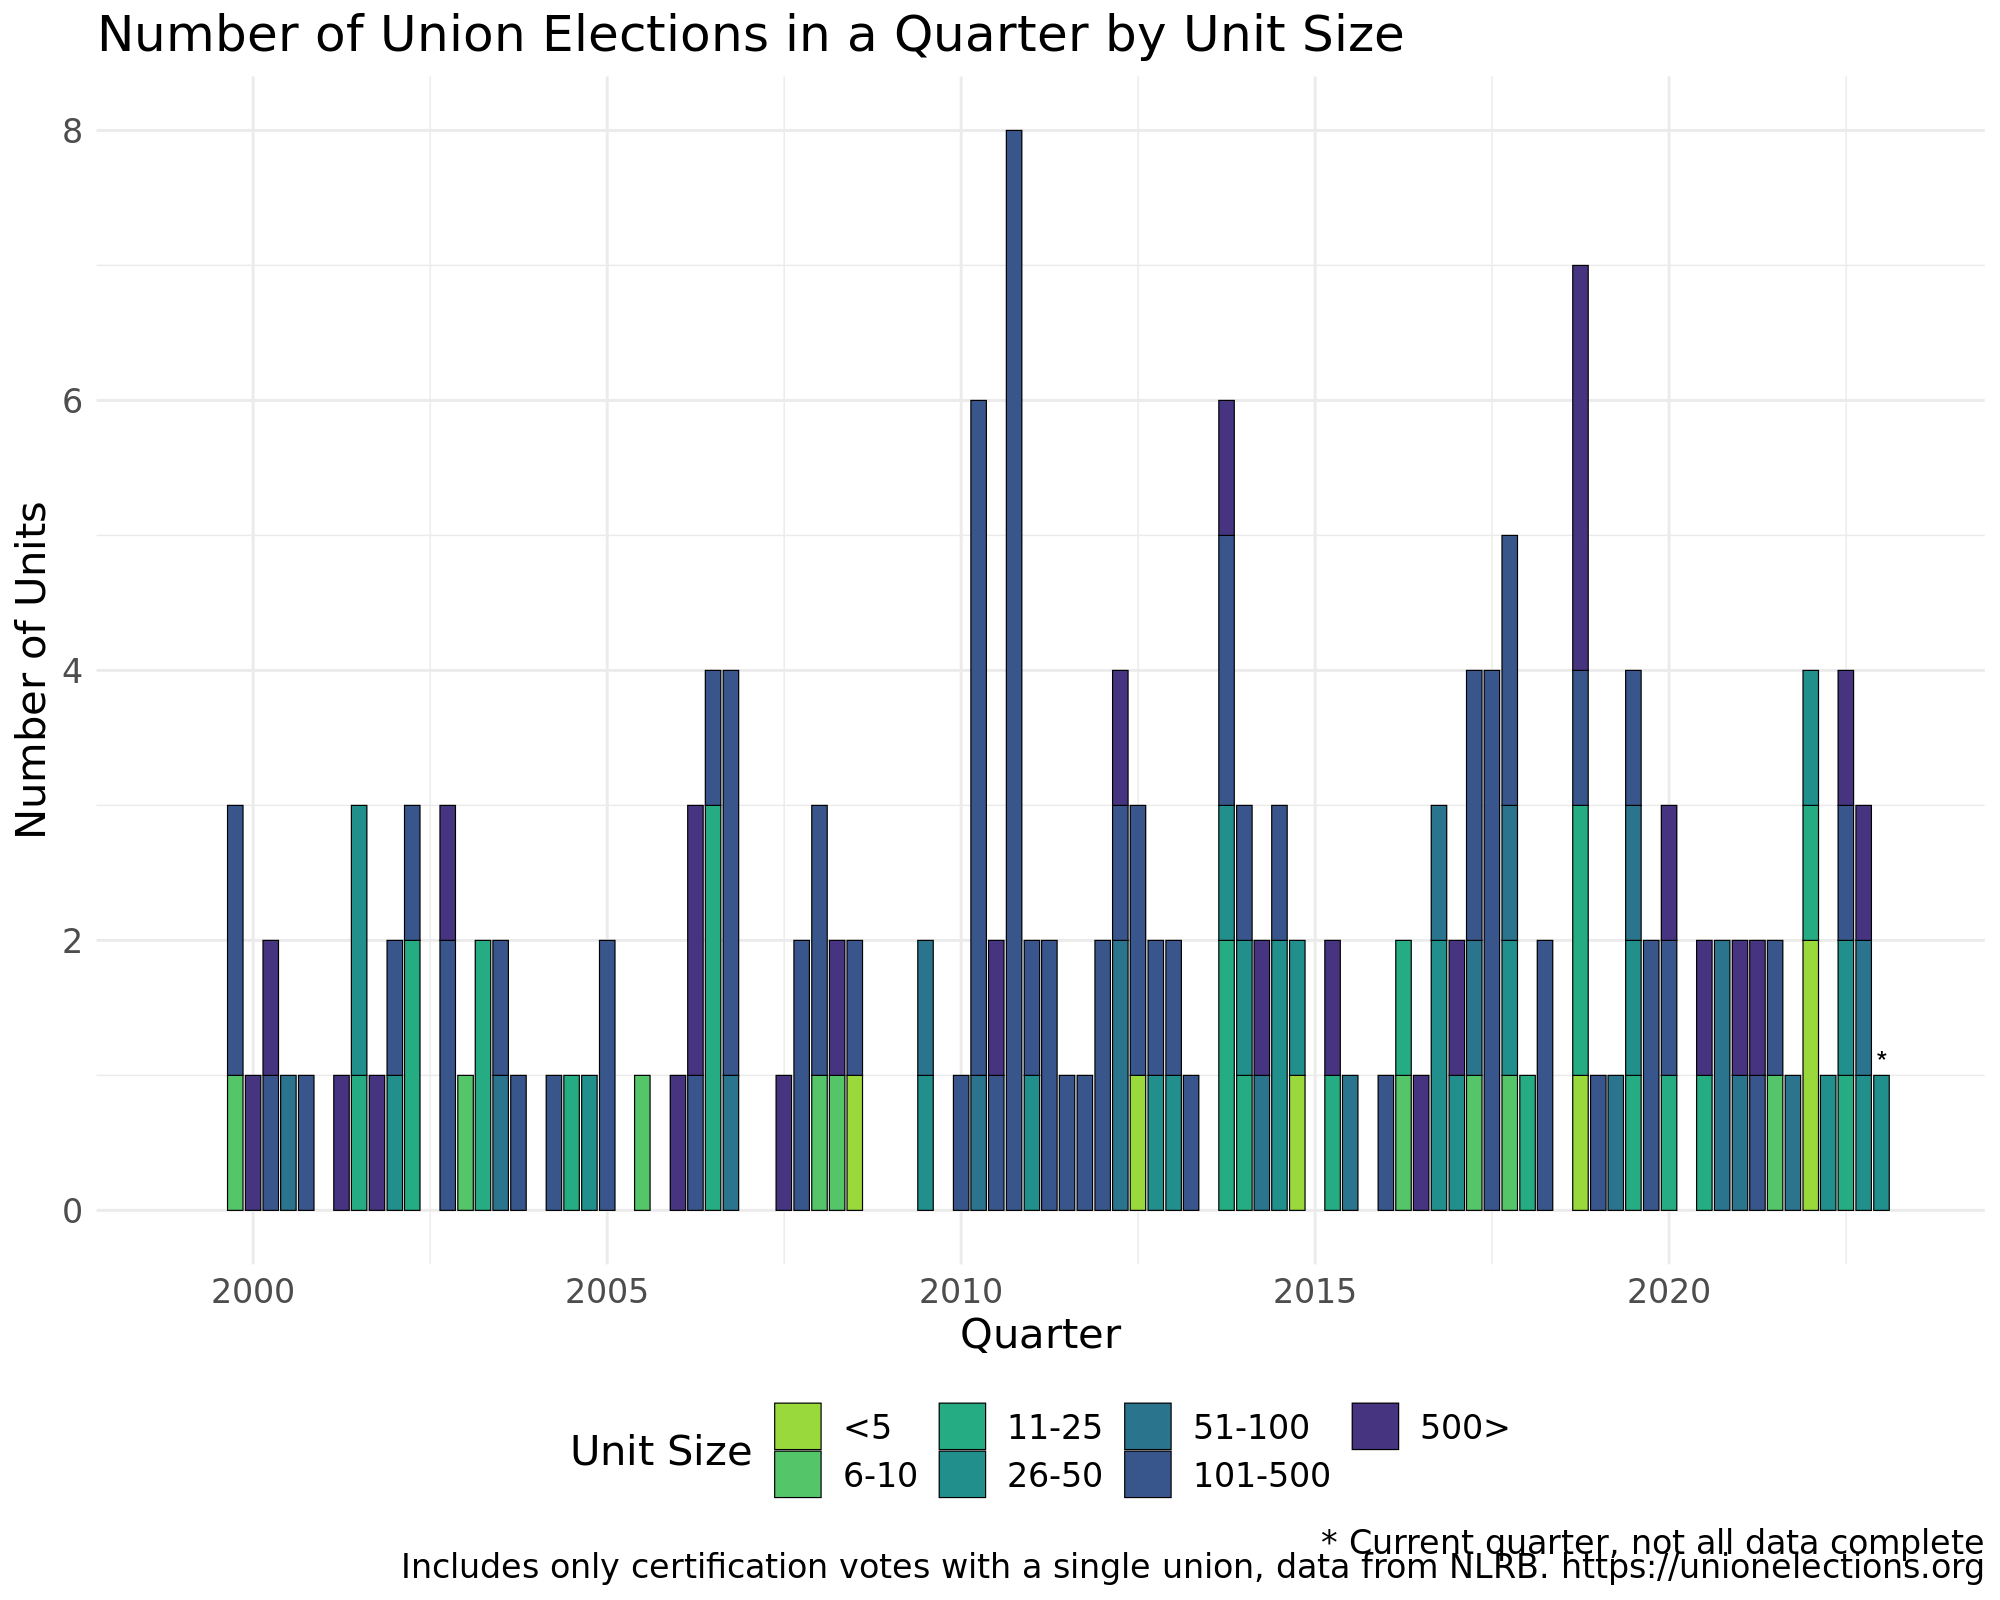 Number of Union Elections in a Quarter by Unit Size
Number of Units
8
6
4
2
0
*
2000 2005 2010 2015 2020
Quarter
Unit Size
<5 11-25 51-100 500>
6-10 26-50 101-500
* Current quarter, not all data complete
Includes only certification votes with a single union, data from NLRB. https://unionelections.org